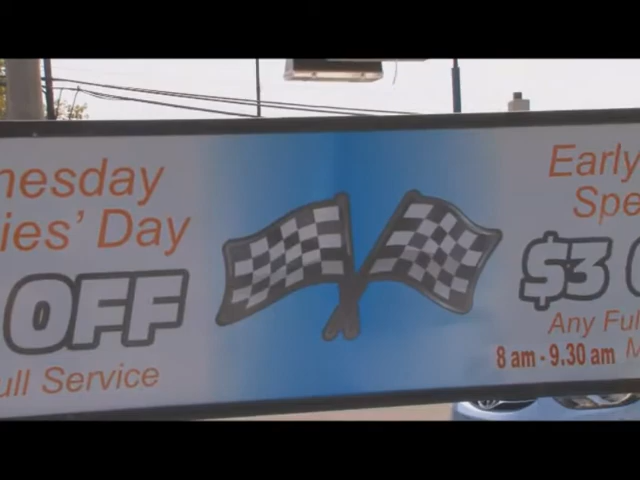 nesday
ies' Day
OFF
ull Service
Early
Spe
$3
Any Ful
8 am - 9.30 am M